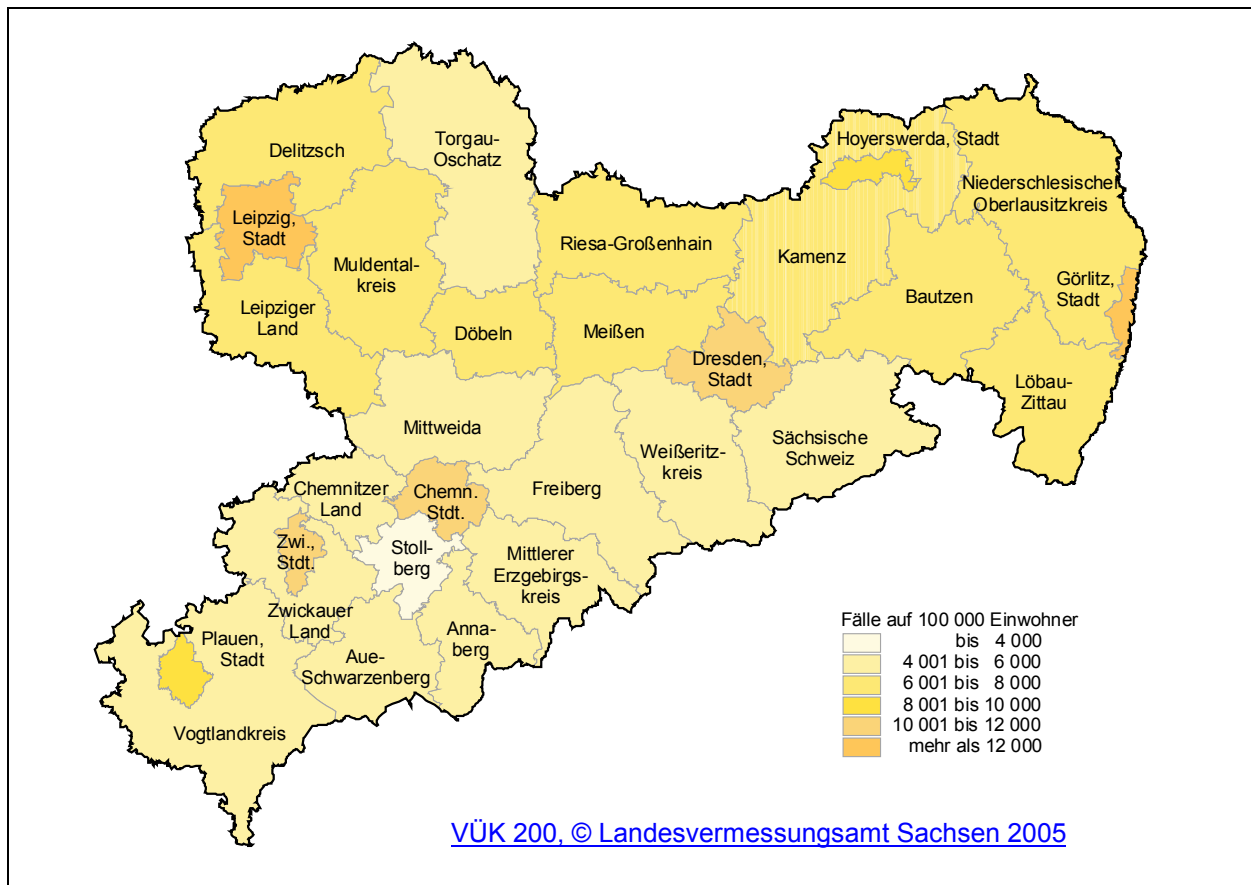 Torgau-
Oschatz
Delitzsch
Hoyerswerda, Stadt
Niederschlesischer
Oberlausitzkreis
Leipzig,
Stadt
Riesa-Großenhain
Kamenz
Muldental-
kreis
Görlitz,
Stadt
Bautzen
Leipziger
Land
Döbeln
Meißen
Dresden,
Stadt
Löbau-
Zittau
Mittweida
Sächsische
Schweiz
Weißeritz-
kreis
Chemnitzer
Land
Chemn.
Stdt.
Freiberg
Zwi.,
Stdt.
Stoll-
berg
Mittlerer
Erzgebirgs-
kreis
Zwickauer
Land
Plauen,
Stadt
Anna-
berg
Aue-
Schwarzenberg
Vogtlandkreis
Fälle auf 100 000 Einwohner
bis 4 000
4 001 bis 6 000
6 001 bis 8 000
8 001 bis 10 000
10 001 bis 12 000
mehr als 12 000
VÜK 200, © Landesvermessungsamt Sachsen 2005